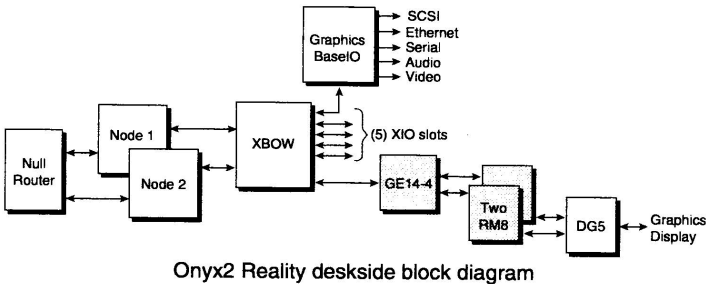 SCSI
Ethernet
Serial
Audio
Video
Graphics
BaseIO
Node 1
Node 2
Null
Router
XBOW
(5) XIO slots
GE14-4
Two
RM8
DG5
Graphics
Display
Onyx2 Reality deskside block diagram